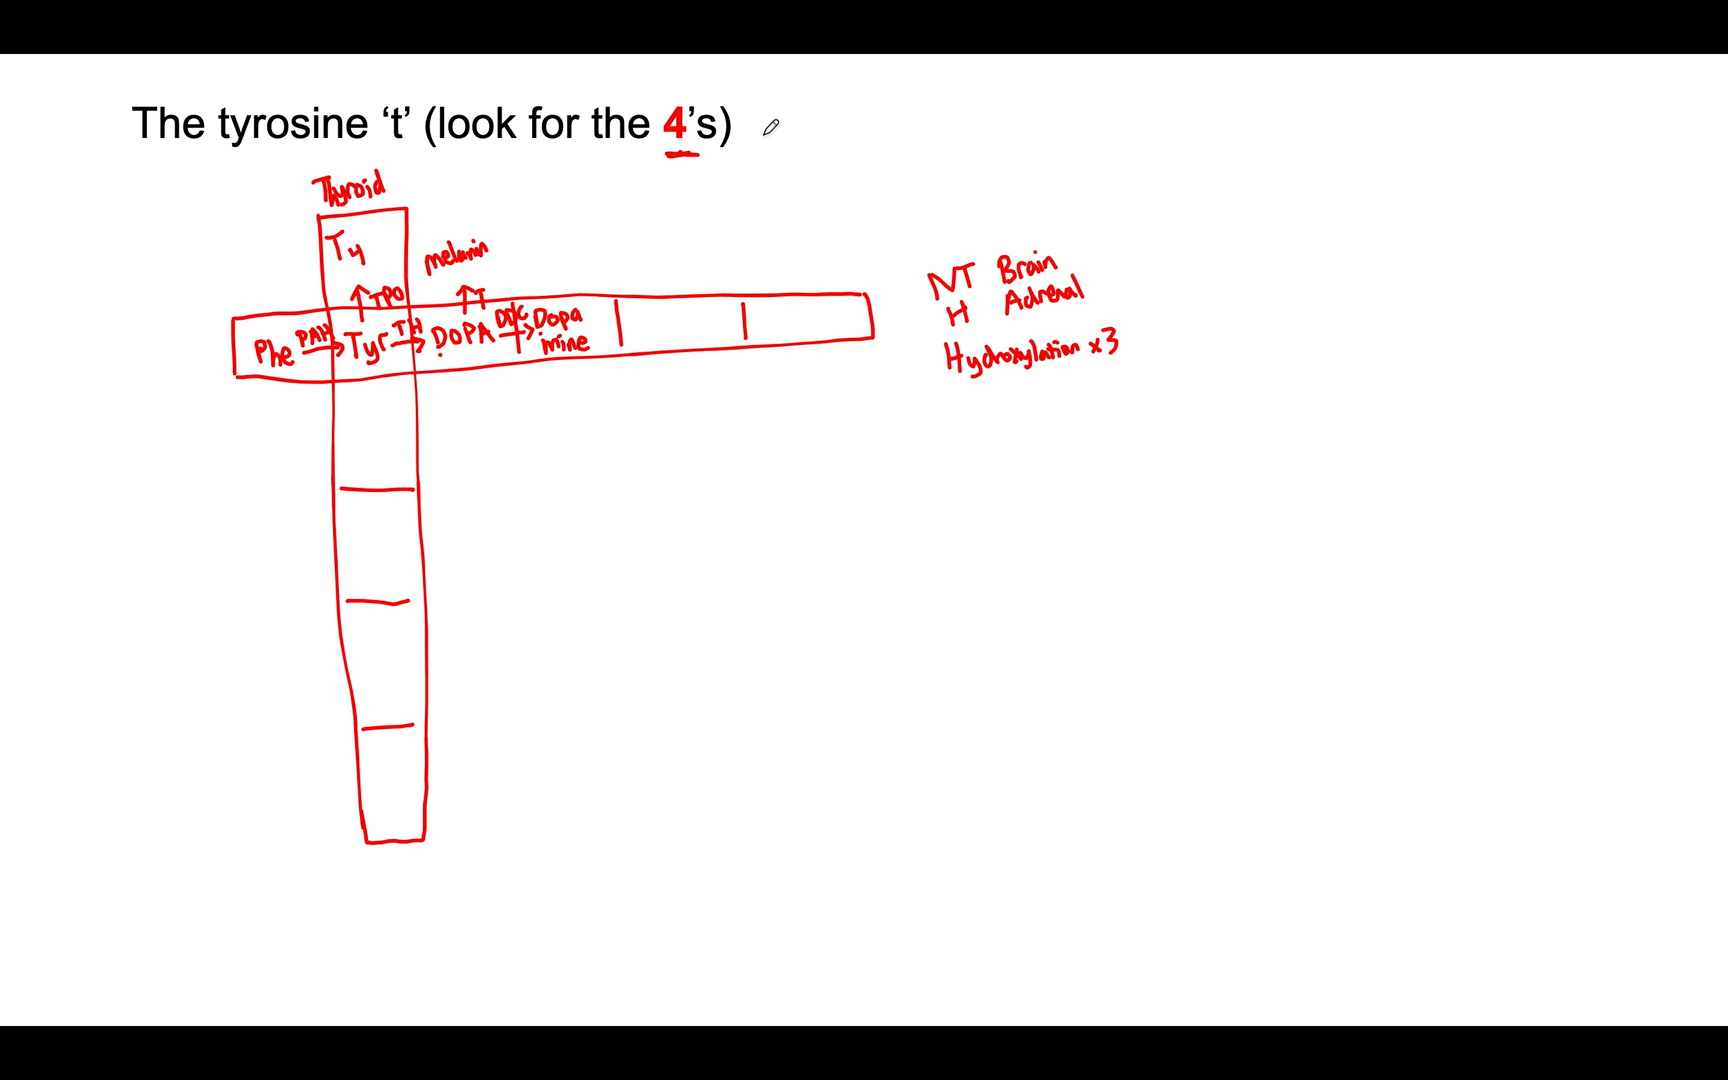 The tyrosine ‘t’ (look for the 4’s)
Thyroid
T4
melanin
TPO
T
Phe PAH Tyr TH DOPA DDC Dopa
mine
NT Brain
H Adrenal
Hydroxylation x3